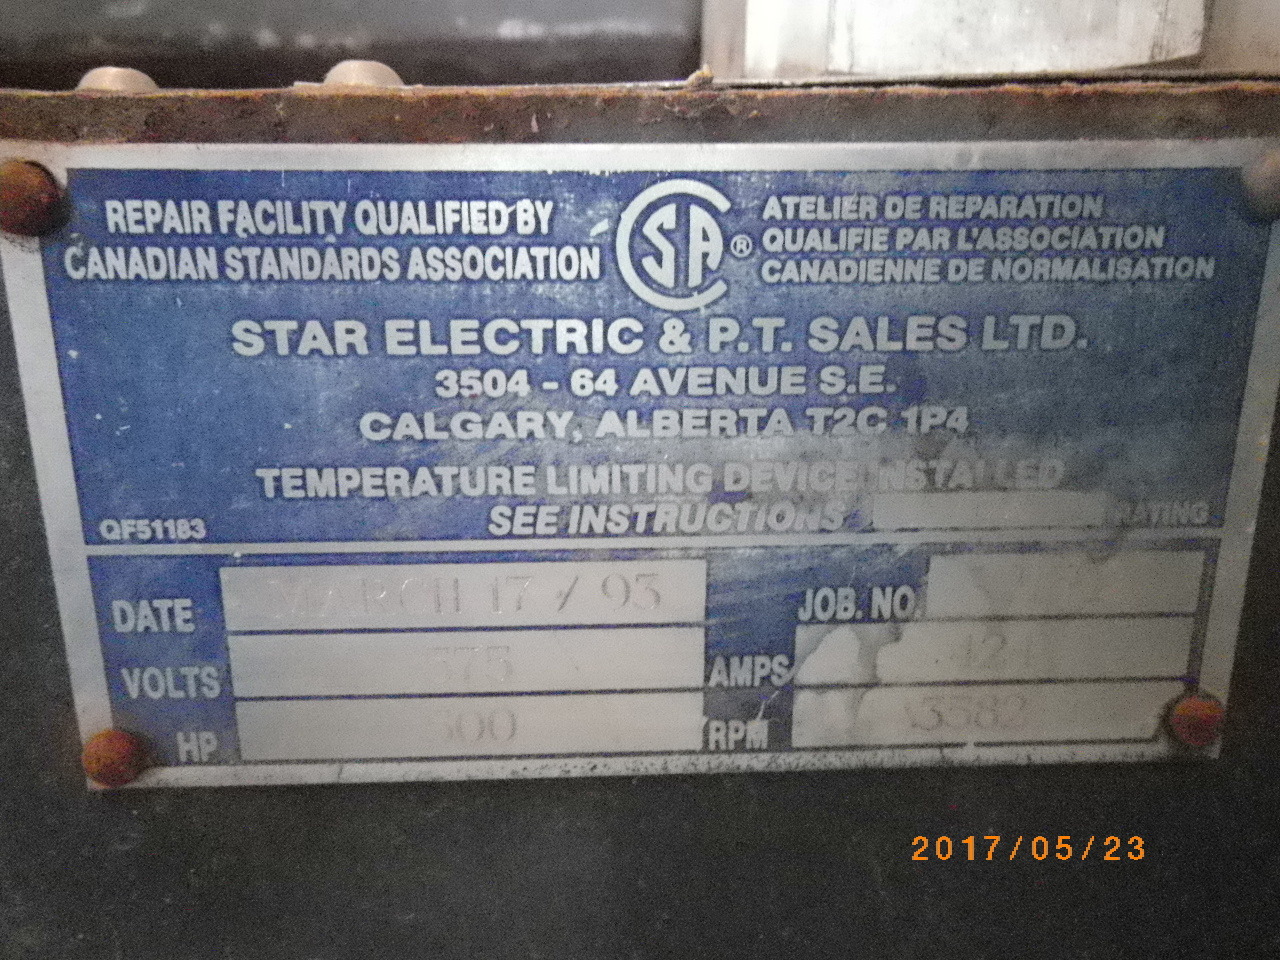 REPAIR FACILITY QUALIFIED BY
CANADIAN STANDARDS ASSOCIATION
CSA ®
ATELIER DE REPARATION
QUALIFIE PAR L'ASSOCIATION
CANADIENNE DE NORMALISATION
STAR ELECTRIC & P.T. SALES LTD.
3504 - 64 AVENUE S.E.
CALGARY, ALBERTA T2C 1P4
TEMPERATURE LIMITING DEVICE INSTALLED
SEE INSTRUCTIONS RATING
QF51183
DATE MARCH 17 / 93 JOB. NO.
VOLTS 575 AMPS
HP RPM 3582
2017/05/23